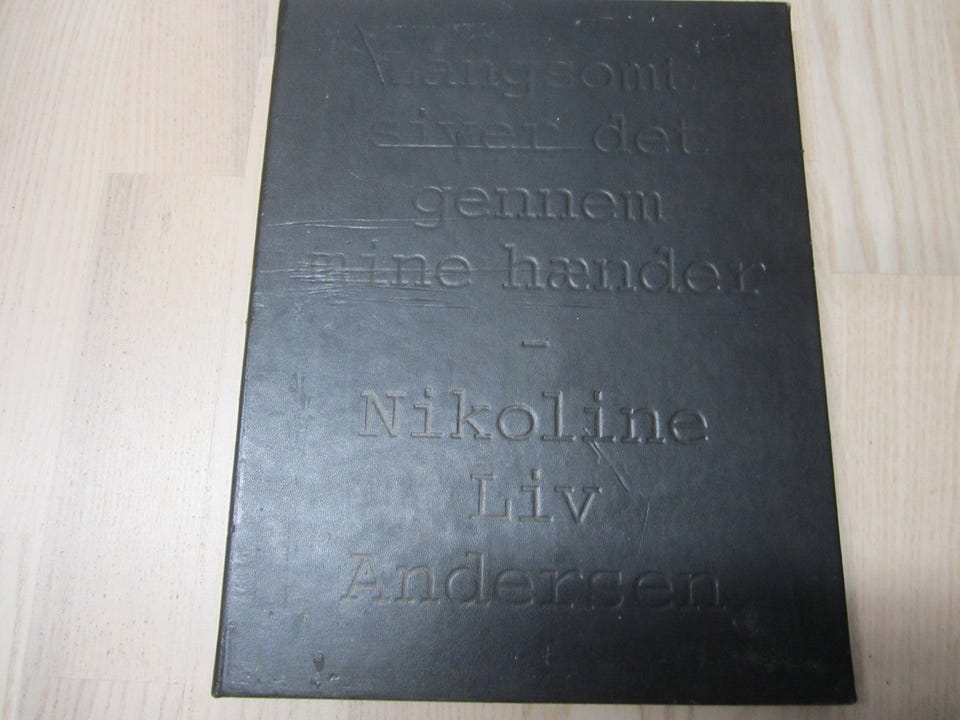 Langsomt
siver det
gennem
mine hænder
-
Nikoline
Liv
Andersen